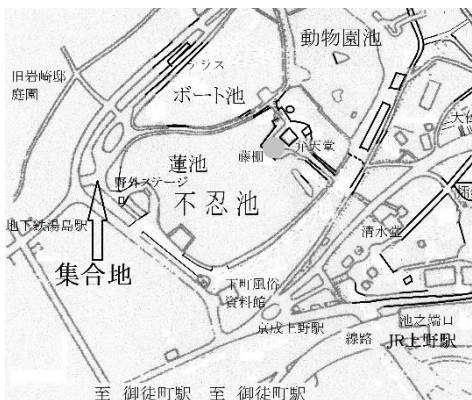 動物園池
旧岩崎邸
庭園
ボート池
弁天堂
藤棚
蓮池
野外ステージ
不忍池
地下鉄湯島駅
清水堂
集合地
下町風俗
資料館
京成上野駅
池之端口
線路
JR上野駅
至 御徒町駅 至 御徒町駅